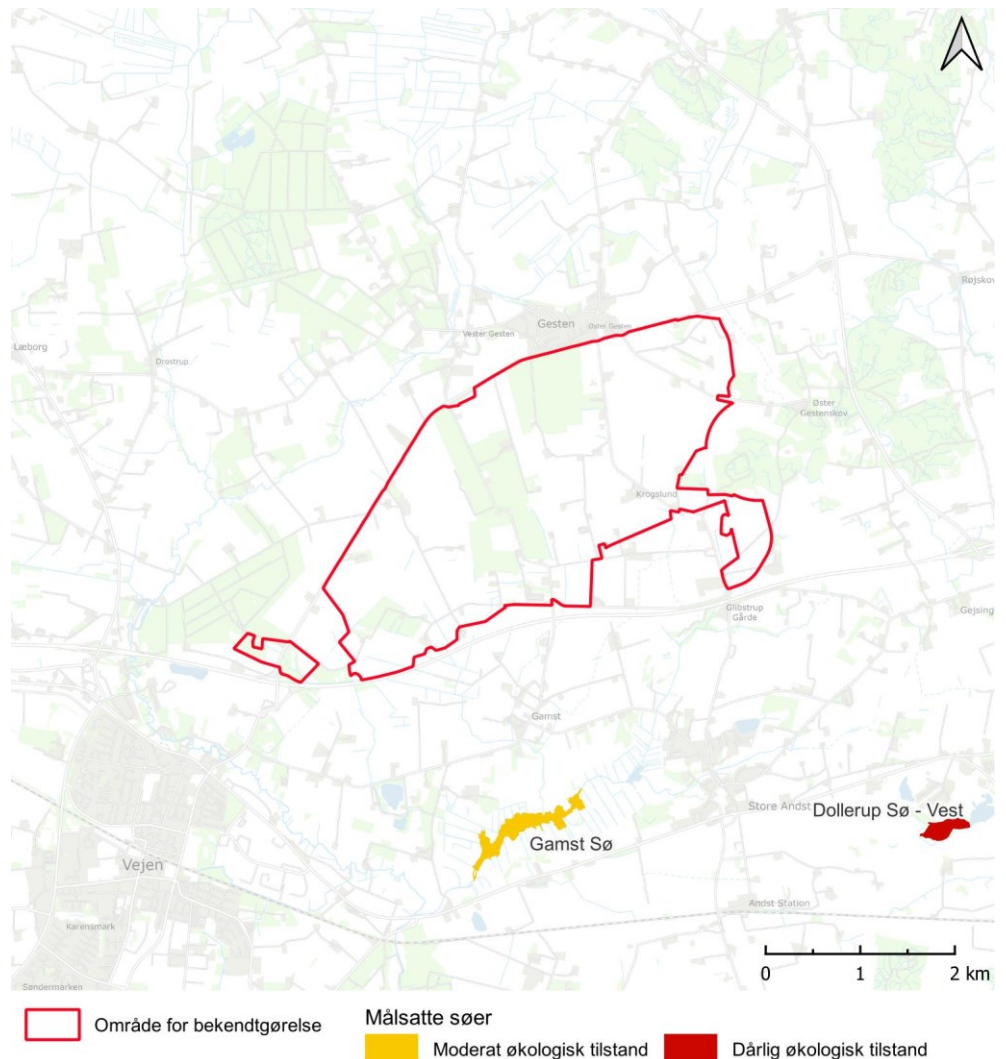 Røjskov
Vester Gesten
Gesten
Øster Gesten
Læborg
Drostrup
Øster
Gestenskov
Krogslund
Glibstrup
Gårde
Gejsing
Gamst
Store Andst
Dollerup Sø - Vest
Gamst Sø
Vejen
Andst Station
Karensmark
Søndermarken
0 1 2 km
Område for bekendtgørelse
Målsatte søer
Moderat økologisk tilstand
Dårlig økologisk tilstand